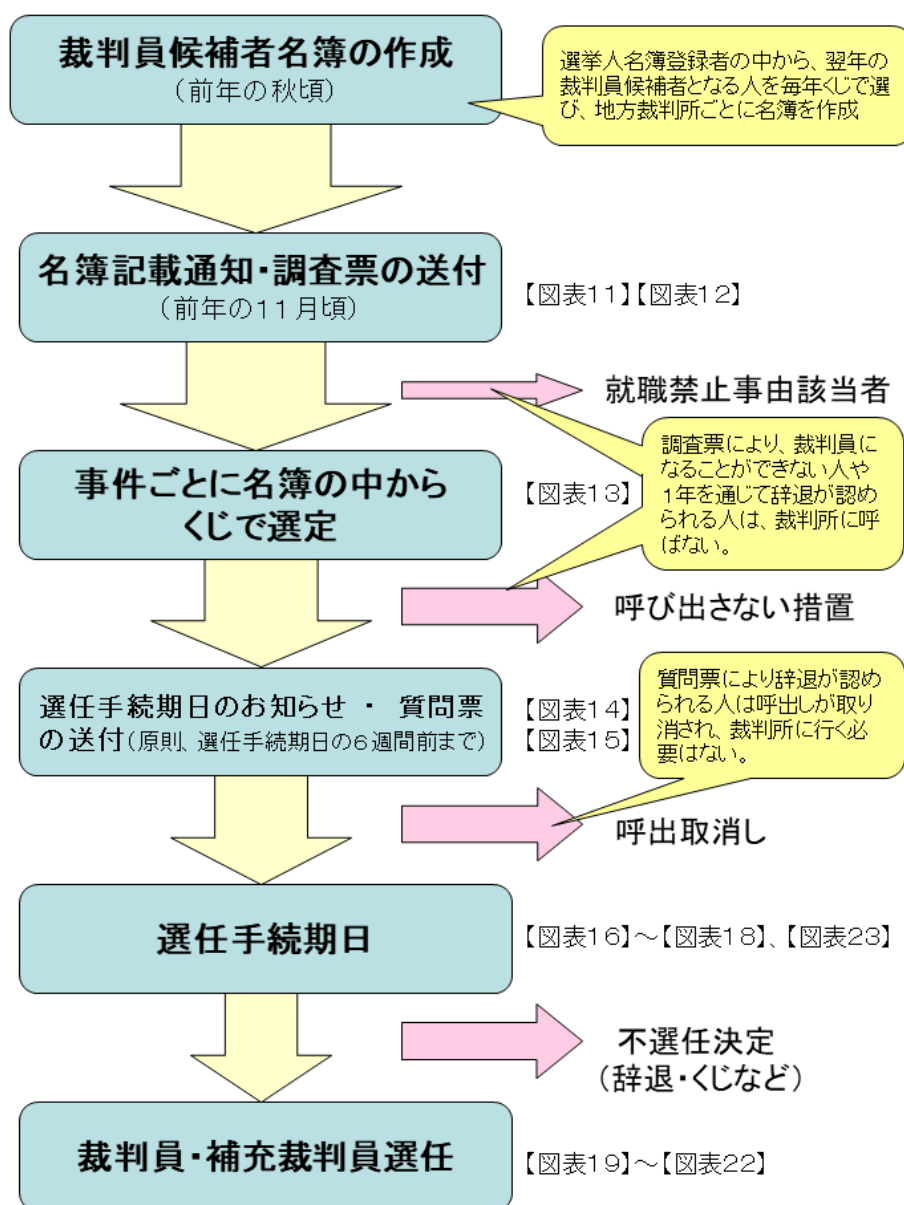 裁判員候補者名簿の作成
(前年の秋頃)
選挙人名簿登録者の中から、翌年の
裁判員候補者となる人を毎年くじで選
び、地方裁判所ごとに名簿を作成
名簿記載通知・調査票の送付
(前年の11月頃)
【図表11】【図表12】
就職禁止事由該当者
調査票により、裁判員に
なることができない人や
1年を通じて辞退が認め
られる人は、裁判所に呼
ばない。
事件ごとに名簿の中から
くじで選定
【図表13】
呼び出さない措置
選任手続期日のお知らせ ・ 質問票
の送付(原則、選任手続期日の6週間前まで)
【図表14】
【図表15】
質問票により辞退が認め
られる人は呼出しが取り
消され、裁判所に行く必
要はない。
呼出取消し
選任手続期日
【図表16】~【図表18】、【図表23】
不選任決定
(辞退・くじなど)
裁判員・補充裁判員選任
【図表19】~【図表22】